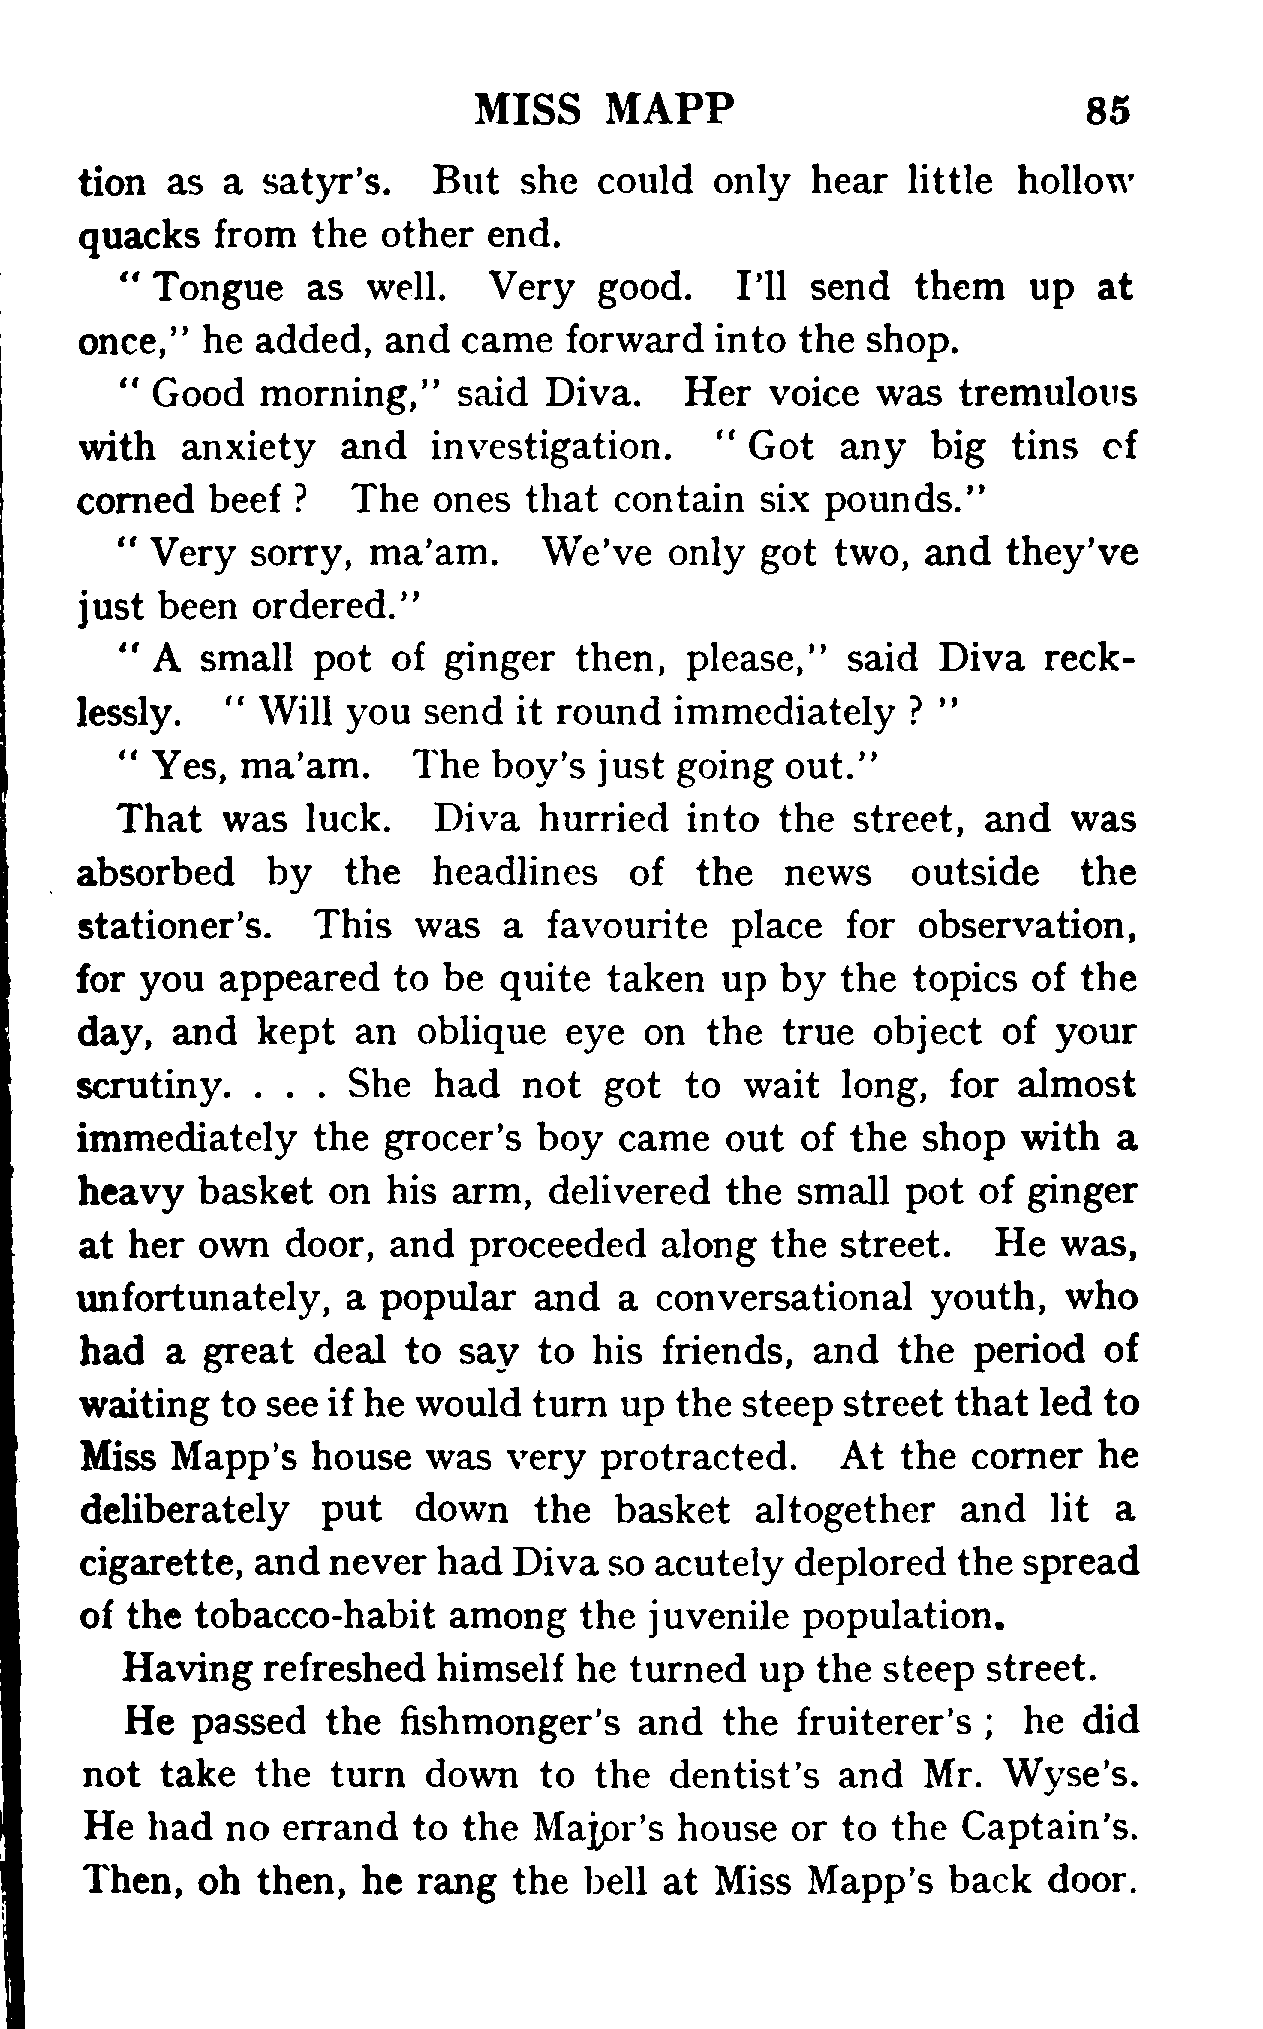 MISS MAPP 85
tion as a satyr's. But she could only hear little hollow
quacks from the other end.
" Tongue as well. Very good. I'll send them up at
once," he added, and came forward into the shop.
" Good morning," said Diva. Her voice was tremulous
with anxiety and investigation. " Got any big tins of
corned beef ? The ones that contain six pounds."
" Very sorry, ma'am. We've only got two, and they've
just been ordered."
" A small pot of ginger then, please," said Diva reck-
lessly. " Will you send it round immediately ? "
" Yes, ma'am. The boy's just going out."
That was luck. Diva hurried into the street, and was
absorbed by the headlines of the news outside the
stationer's. This was a favourite place for observation,
for you appeared to be quite taken up by the topics of the
day, and kept an oblique eye on the true object of your
scrutiny. . . . She had not got to wait long, for almost
immediately the grocer's boy came out of the shop with a
heavy basket on his arm, delivered the small pot of ginger
at her own door, and proceeded along the street. He was,
unfortunately, a popular and a conversational youth, who
had a great deal to say to his friends, and the period of
waiting to see if he would turn up the steep street that led to
Miss Mapp's house was very protracted. At the corner he
deliberately put down the basket altogether and lit a
cigarette, and never had Diva so acutely deplored the spread
of the tobacco-habit among the juvenile population.
Having refreshed himself he turned up the steep street.
He passed the fishmonger's and the fruiterer's ; he did
not take the turn down to the dentist's and Mr. Wyse's.
He had no errand to the Major's house or to the Captain's.
Then, oh then, he rang the bell at Miss Mapp's back door.